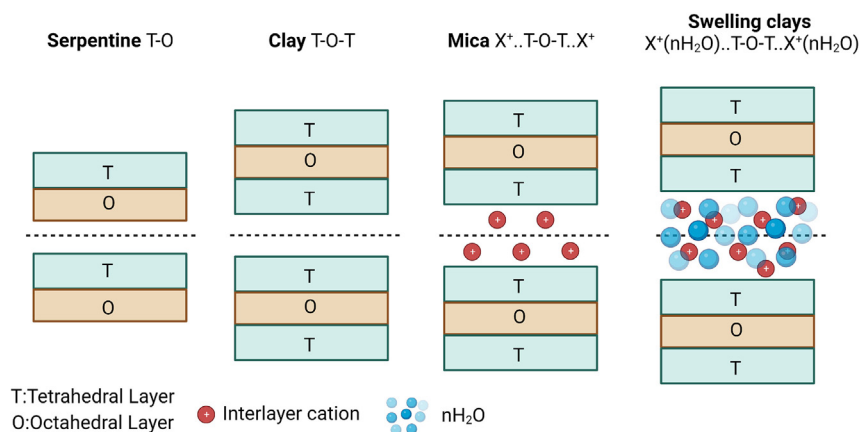 Serpentine T-O
Clay T-O-T
Mica X⁺..T-O-T..X⁺
Swelling clays
X⁺(nH₂O)..T-O-T..X⁺(nH₂O)
T
O
T
O
T
O
T
T
O
T
T
O
T
+ +
+ + +
T
O
T
T
O
T
+ +
+ +
+ + +
+
T
O
T
T:Tetrahedral Layer
O:Octahedral Layer
+ Interlayer cation
nH₂O